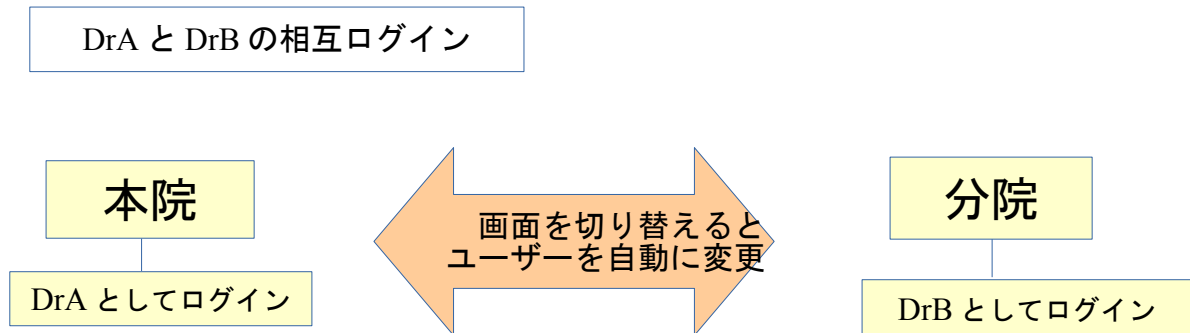 DrA と DrB の相互ログイン
本院
分院
画面を切り替えると
ユーザーを自動に変更
DrA としてログイン
DrB としてログイン